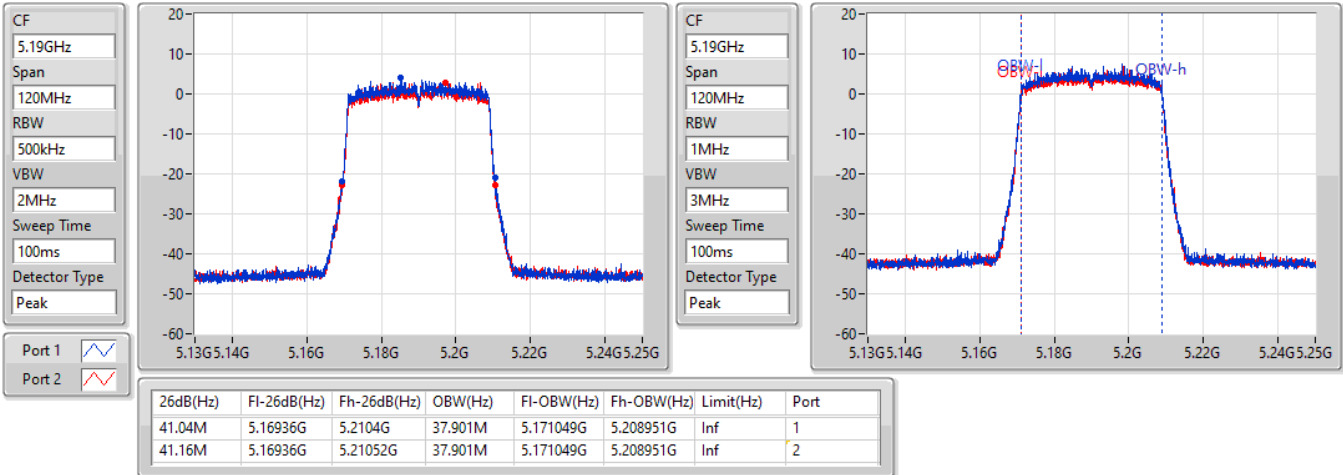 CF
5.19GHz
Span
120MHz
RBW
500kHz
VBW
2MHz
Sweep Time
100ms
Detector Type
Peak
Port 1
Port 2
20
10
0
-10
-20
-30
-40
-50
-60
5.13G 5.14G 5.16G 5.18G 5.2G 5.22G 5.24G 5.25G
CF
5.19GHz
Span
120MHz
RBW
1MHz
VBW
3MHz
Sweep Time
100ms
Detector Type
Peak
20
10
0
-10
-20
-30
-40
-50
-60
OBW-l
OBW-h
5.13G 5.14G 5.16G 5.18G 5.2G 5.22G 5.24G 5.25G
26dB(Hz) Fl-26dB(Hz) Fh-26dB(Hz) OBW(Hz) Fl-OBW(Hz) Fh-OBW(Hz) Limit(Hz) Port
41.04M 5.16936G 5.2104G 37.901M 5.171049G 5.208951G Inf 1
41.16M 5.16936G 5.21052G 37.901M 5.171049G 5.208951G Inf 2